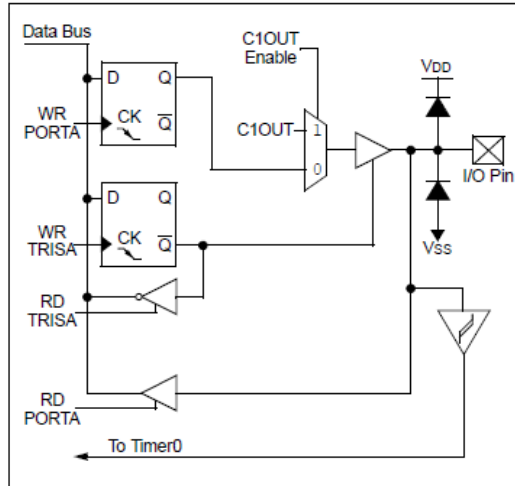 Data Bus
C1OUT
Enable
VDD
D Q
WR
PORTA
CK
Q
C1OUT
1
0
I/O Pin
D Q
WR
TRISA
CK
Q
VSS
RD
TRISA
RD
PORTA
To Timer0